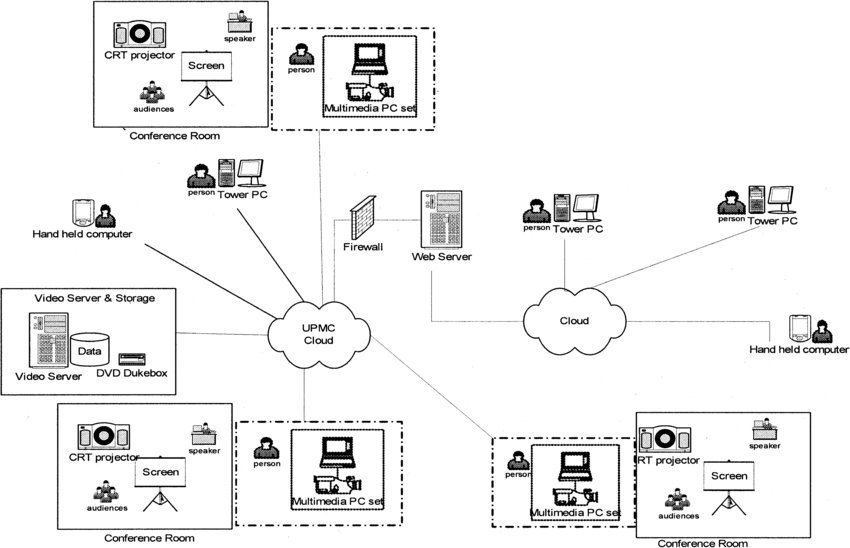 speaker
CRT projector
Screen
audiences
Conference Room
person
Multimedia PC set
person Tower PC
Hand held computer
Firewall
Web Server
person Tower PC
person Tower PC
Video Server & Storage
Data
Video Server
DVD Dukebox
UPMC
Cloud
Cloud
Hand held computer
CRT projector
speaker
Screen
audiences
Conference Room
person
Multimedia PC set
person
Multimedia PC set
RT projector
speaker
Screen
audiences
Conference Room